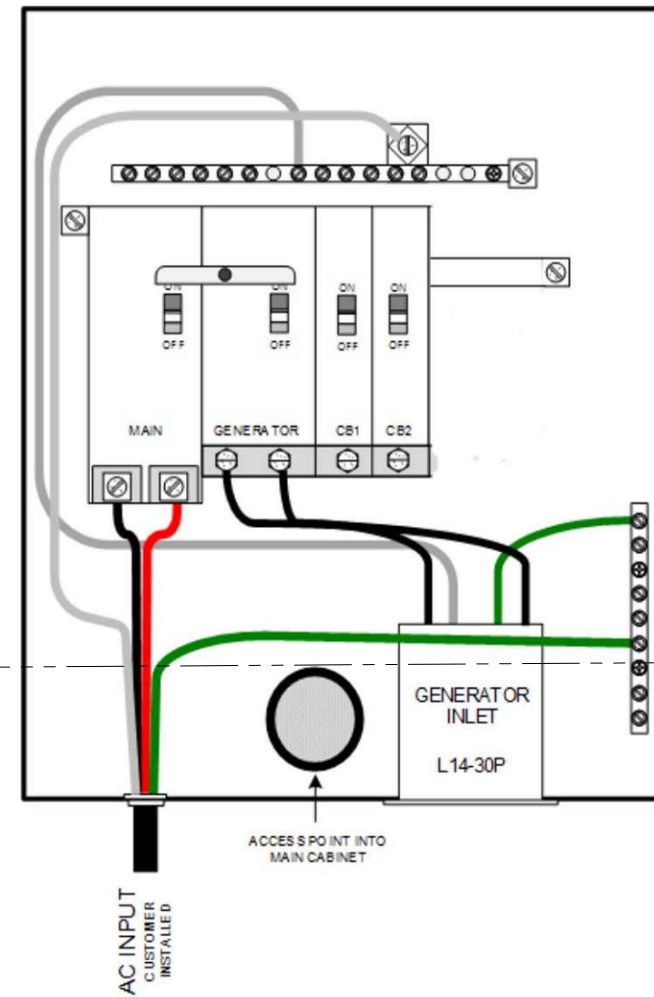 ON
ON
ON
ON
OFF
OFF
OFF
OFF
MAIN
GENERATOR
CB1
CB2
GENERATOR
INLET
L14-30P
ACCESS POINT INTO
MAIN CABINET
AC INPUT
CUSTOMER
INSTALLED